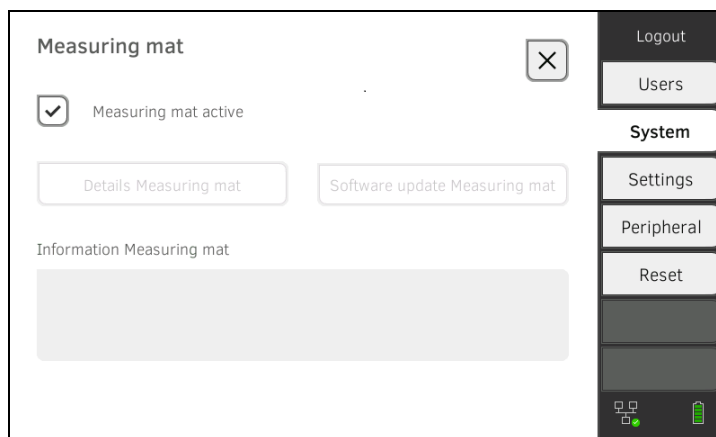 Measuring mat
Measuring mat active
Details Measuring mat
Software update Measuring mat
Information Measuring mat
Logout
Users
System
Settings
Peripheral
Reset